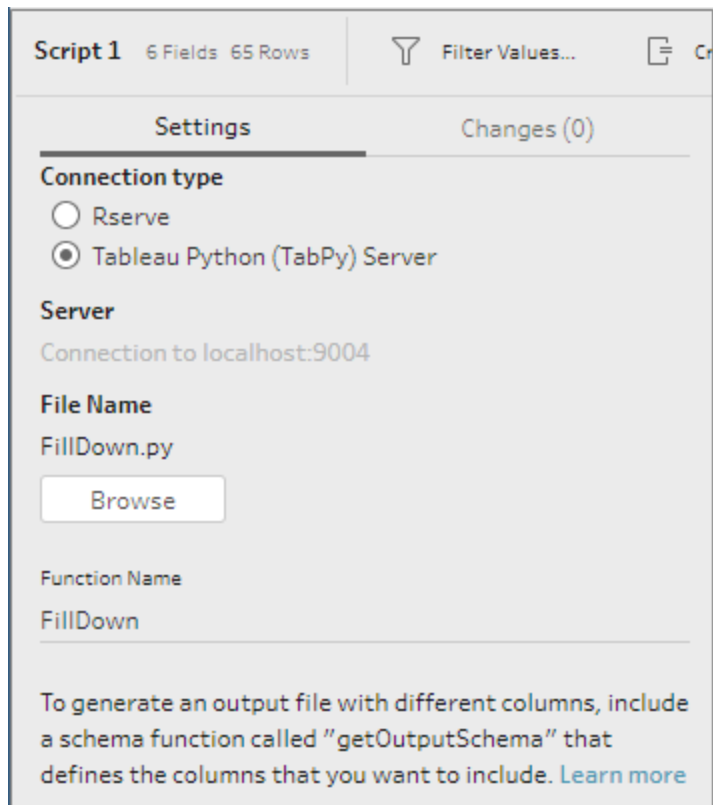 Script 1 6 Fields 65 Rows Filter Values... Cr
Settings Changes (0)
Connection type
Rserve
Tableau Python (TabPy) Server
Server
Connection to localhost:9004
File Name
FillDown.py
Browse
Function Name
FillDown
To generate an output file with different columns, include
a schema function called "getOutputSchema" that
defines the columns that you want to include. Learn more